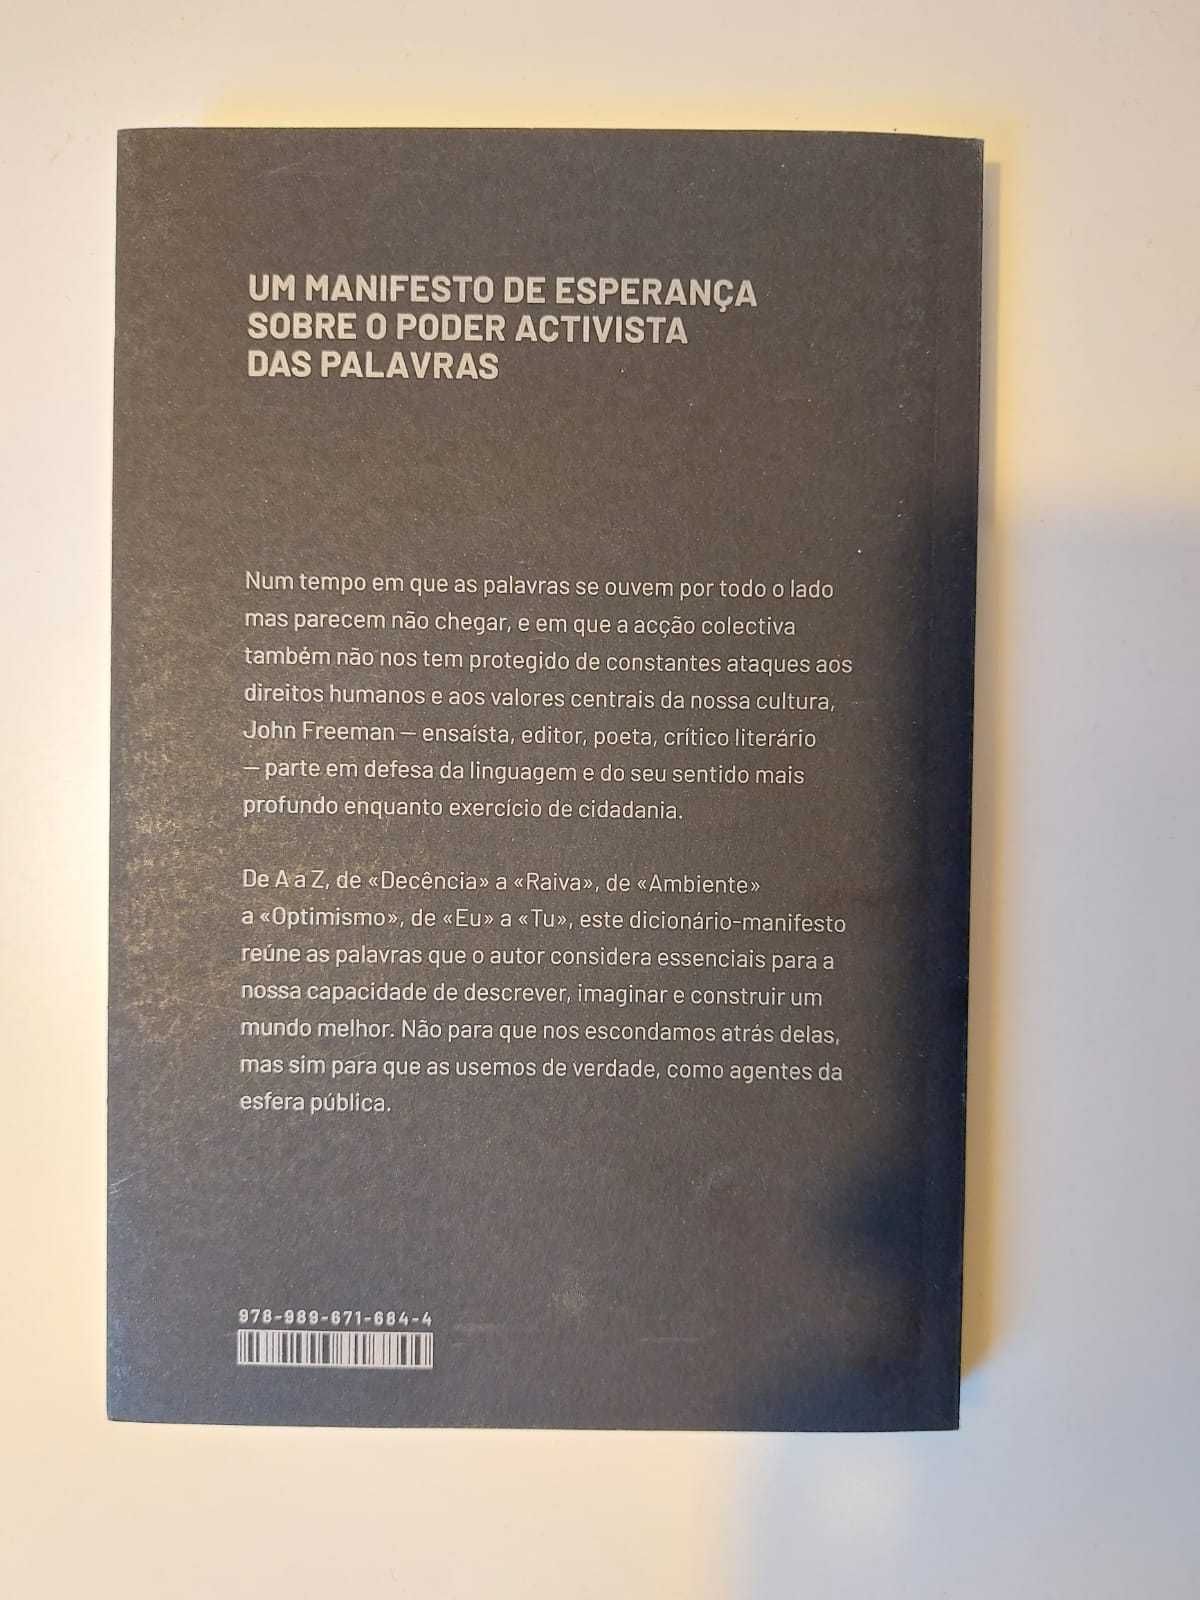 UM MANIFESTO DE ESPERANÇA
SOBRE O PODER ACTIVISTA
DAS PALAVRAS
Num tempo em que as palavras se ouvem por todo o lado
mas parecem não chegar, e em que a acção colectiva
também não nos tem protegido de constantes ataques aos
direitos humanos e aos valores centrais da nossa cultura,
John Freeman — ensaísta, editor, poeta, crítico literário
— parte em defesa da linguagem e do seu sentido mais
profundo enquanto exercício de cidadania.
De A a Z, de «Decência» a «Raiva», de «Ambiente»
a «Optimismo», de «Eu» a «Tu», este dicionário-manifesto
reúne as palavras que o autor considera essenciais para a
nossa capacidade de descrever, imaginar e construir um
mundo melhor. Não para que nos escondamos atrás delas,
mas sim para que as usemos de verdade, como agentes da
esfera pública.
978-989-671-684-4